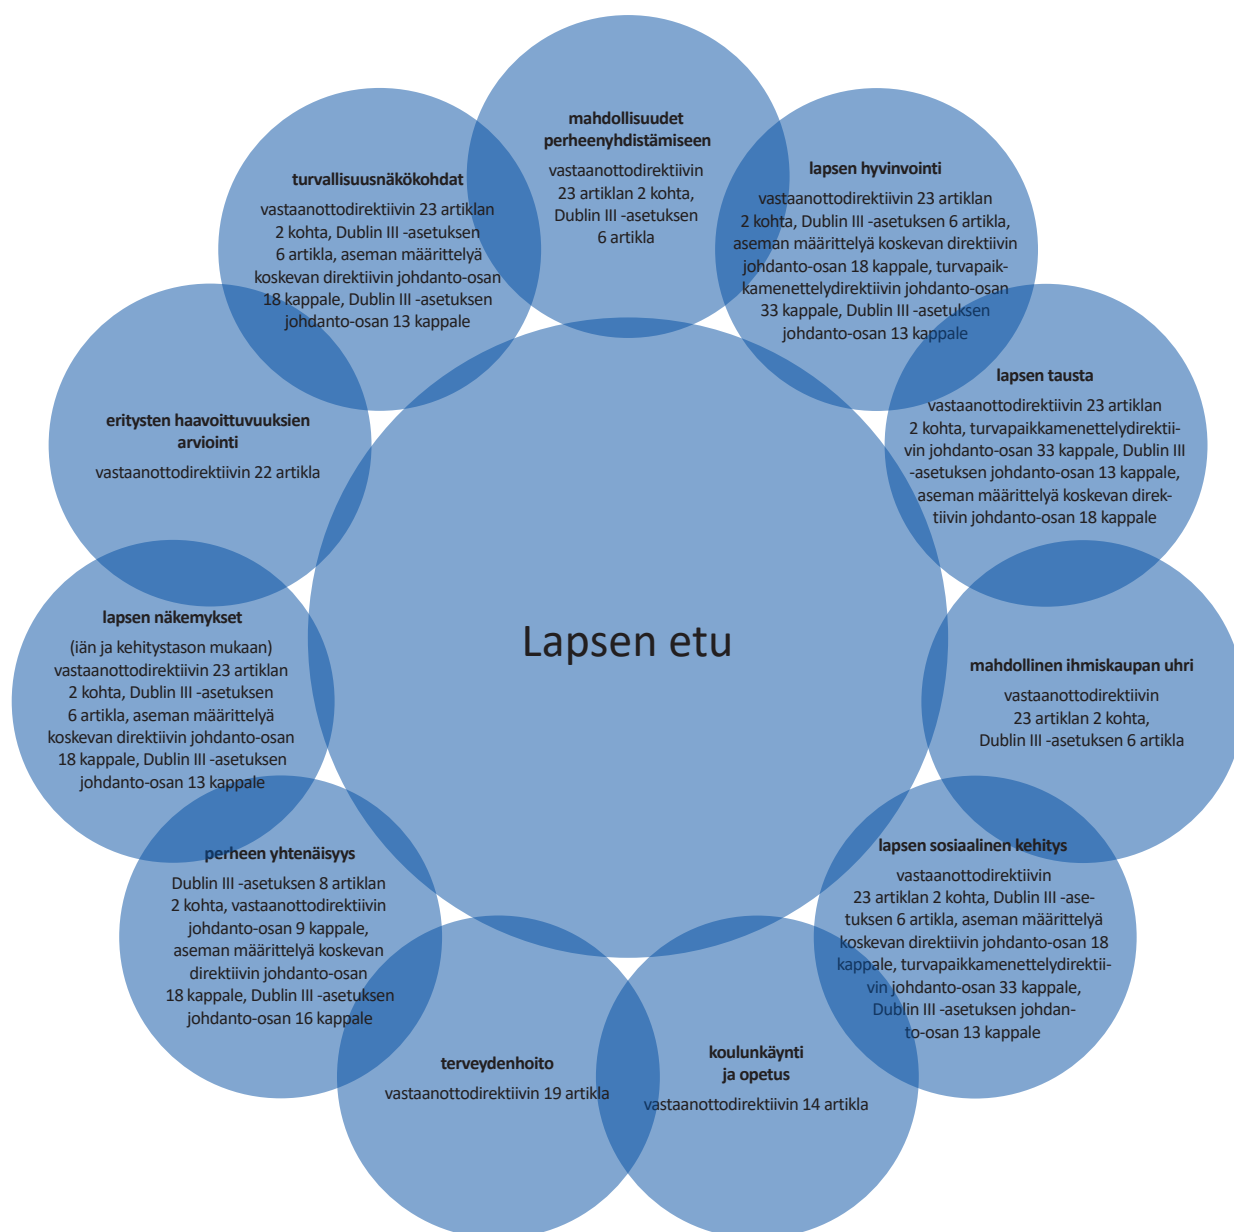 mahdollisuudet
perheenyhdistämiseen
vastaanottodirektiivin
23 artiklan 2 kohta,
Dublin III -asetuksen
6 artikla
lapsen hyvinvointi
vastaanottodirektiivin 23 artiklan
2 kohta, Dublin III -asetuksen 6 artikla,
aseman määrittelyä koskevan direktiivin
johdanto-osan 18 kappale, turvapaik-
kamenettelydirektiivin johdanto-osan
33 kappale, Dublin III -asetuksen
johdanto-osan 13 kappale
lapsen tausta
vastaanottodirektiivin 23 artiklan
2 kohta, turvapaikkamenettelydirektii-
vin johdanto-osan 33 kappale, Dublin III
-asetuksen johdanto-osan 13 kappale,
aseman määrittelyä koskevan direk-
tiivin johdanto-osan 18 kappale
mahdollinen ihmiskaupan uhri
vastaanottodirektiivin
23 artiklan 2 kohta,
Dublin III -asetuksen 6 artikla
lapsen sosiaalinen kehitys
vastaanottodirektiivin
23 artiklan 2 kohta, Dublin III -ase-
tuksen 6 artikla, aseman määrittelyä
koskevan direktiivin johdanto-osan 18
kappale, turvapaikkamenettelydirektii-
vin johdanto-osan 33 kappale,
Dublin III -asetuksen johdan-
to-osan 13 kappale
koulunkäynti
ja opetus
vastaanottodirektiivin 14 artikla
terveydenhoito
vastaanottodirektiivin 19 artikla
perheen yhtenäisyys
Dublin III -asetuksen 8 artiklan
2 kohta, vastaanottodirektiivin
johdanto-osan 9 kappale,
aseman määrittelyä koskevan
direktiivin johdanto-osan
18 kappale, Dublin III -asetuksen
johdanto-osan 16 kappale
lapsen näkemykset
(iän ja kehitystason mukaan)
vastaanottodirektiivin 23 artiklan
2 kohta, Dublin III -asetuksen
6 artikla, aseman määrittelyä
koskevan direktiivin johdanto-osan
18 kappale, Dublin III -asetuksen
johdanto-osan 13 kappale
eritysten haavoittuvuuksien
arviointi
vastaanottodirektiivin 22 artikla
turvallisuusnäkökohdat
vastaanottodirektiivin 23 artiklan
2 kohta, Dublin III -asetuksen
6 artikla, aseman määrittelyä
koskevan direktiivin johdanto-osan
18 kappale, Dublin III -asetuksen
johdanto-osan 13 kappale
Lapsen etu